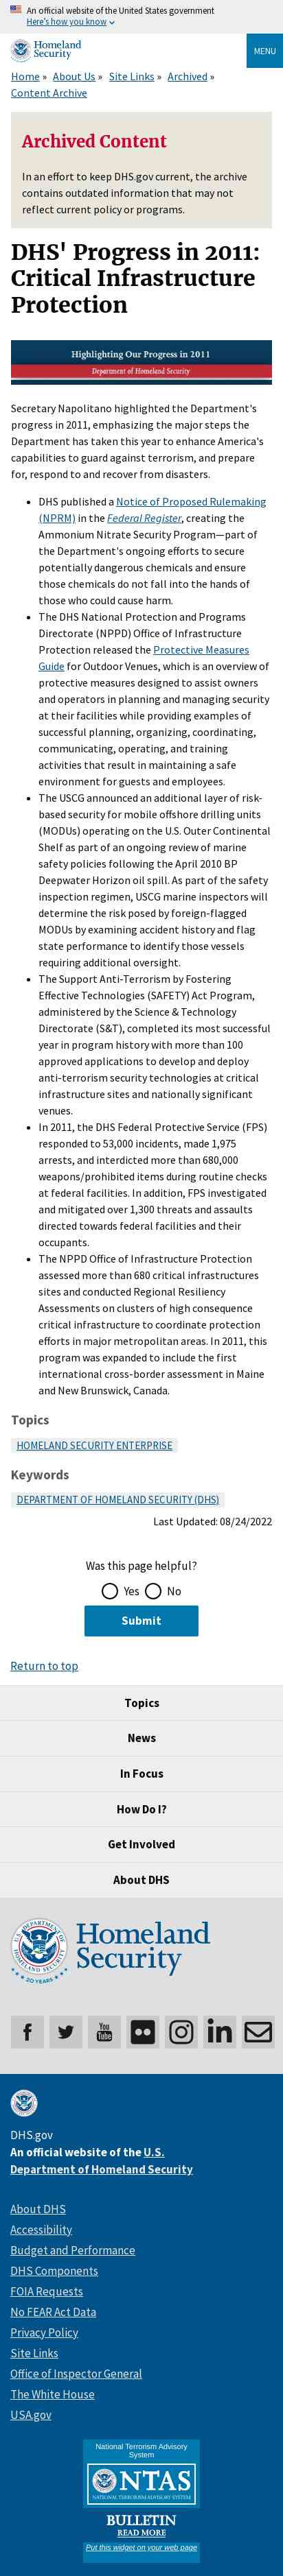 An official website of the United States government
Here's how you know
Homeland
Security
MENU
Home » About Us » Site Links » Archived »
Content Archive
Archived Content
In an effort to keep DHS.gov current, the archive
contains outdated information that may not
reflect current policy or programs.
DHS' Progress in 2011:
Critical Infrastructure
Protection
Highlighting Our Progress in 2011
Department of Homeland Security
Secretary Napolitano highlighted the Department's
progress in 2011, emphasizing the major steps the
Department has taken this year to enhance America's
capabilities to guard against terrorism, and prepare
for, respond to and recover from disasters.
• DHS published a Notice of Proposed Rulemaking
(NPRM) in the Federal Register, creating the
Ammonium Nitrate Security Program—part of
the Department's ongoing efforts to secure
potentially dangerous chemicals and ensure
those chemicals do not fall into the hands of
those who could cause harm.
• The DHS National Protection and Programs
Directorate (NPPD) Office of Infrastructure
Protection released the Protective Measures
Guide for Outdoor Venues, which is an overview of
protective measures designed to assist owners
and operators in planning and managing security
while providing examples of
successful planning, organizing, coordinating,
communicating, operating, and training
activities that result in maintaining a safe
environment for guests and employees.
• The USCG announced an additional layer of risk-
based security for mobile offshore drilling units
(MODUs) operating on the U.S. Outer Continental
Shelf as part of an ongoing review of marine
safety policies following the April 2010 BP
Deepwater Horizon oil spill. As part of the safety
inspection regimen, USCG marine inspectors will
determine the risk posed by foreign-flagged
MODUs by examining accident history and flag
state performance to identify those vessels
requiring additional oversight.
• The Support Anti-Terrorism by Fostering
Effective Technologies (SAFETY) Act Program,
administered by the Science & Technology
Directorate (S&T), completed its most successful
year in program history with more than 100
approved applications to develop and deploy
anti-terrorism security technologies at critical
infrastructure sites and nationally significant
venues.
• In 2011, the DHS Federal Protective Service (FPS)
responded to 53,000 incidents, made 1,975
arrests, and interdicted more than 680,000
weapons/prohibited items during routine checks
at federal facilities. In addition, FPS investigated
and mitigated over 1,300 threats and assaults
directed towards federal facilities and their
occupants.
• The NPPD Office of Infrastructure Protection
assessed more than 680 critical infrastructures
sites and conducted Regional Resiliency
Assessments on clusters of high consequence
critical infrastructure to coordinate protection
efforts in major metropolitan areas. In 2011, this
program was expanded to include the first
international cross-border assessment in Maine
and New Brunswick, Canada.
Topics
HOMELAND SECURITY ENTERPRISE
Keywords
DEPARTMENT OF HOMELAND SECURITY (DHS)
Last Updated: 08/24/2022
Was this page helpful?
Yes No
Submit
Return to top
Topics
News
In Focus
How Do I?
Get Involved
About DHS
Homeland
Security
20 YEARS
You
Tube
DHS.gov
An official website of the U.S.
Department of Homeland Security
About DHS
Accessibility
Budget and Performance
DHS Components
FOIA Requests
No FEAR Act Data
Privacy Policy
Site Links
Office of Inspector General
The White House
USA.gov
National Terrorism Advisory
System
NTAS
NATIONAL TERRORISM ADVISORY SYSTEM
BULLETIN
READ MORE
Put this widget on your web page